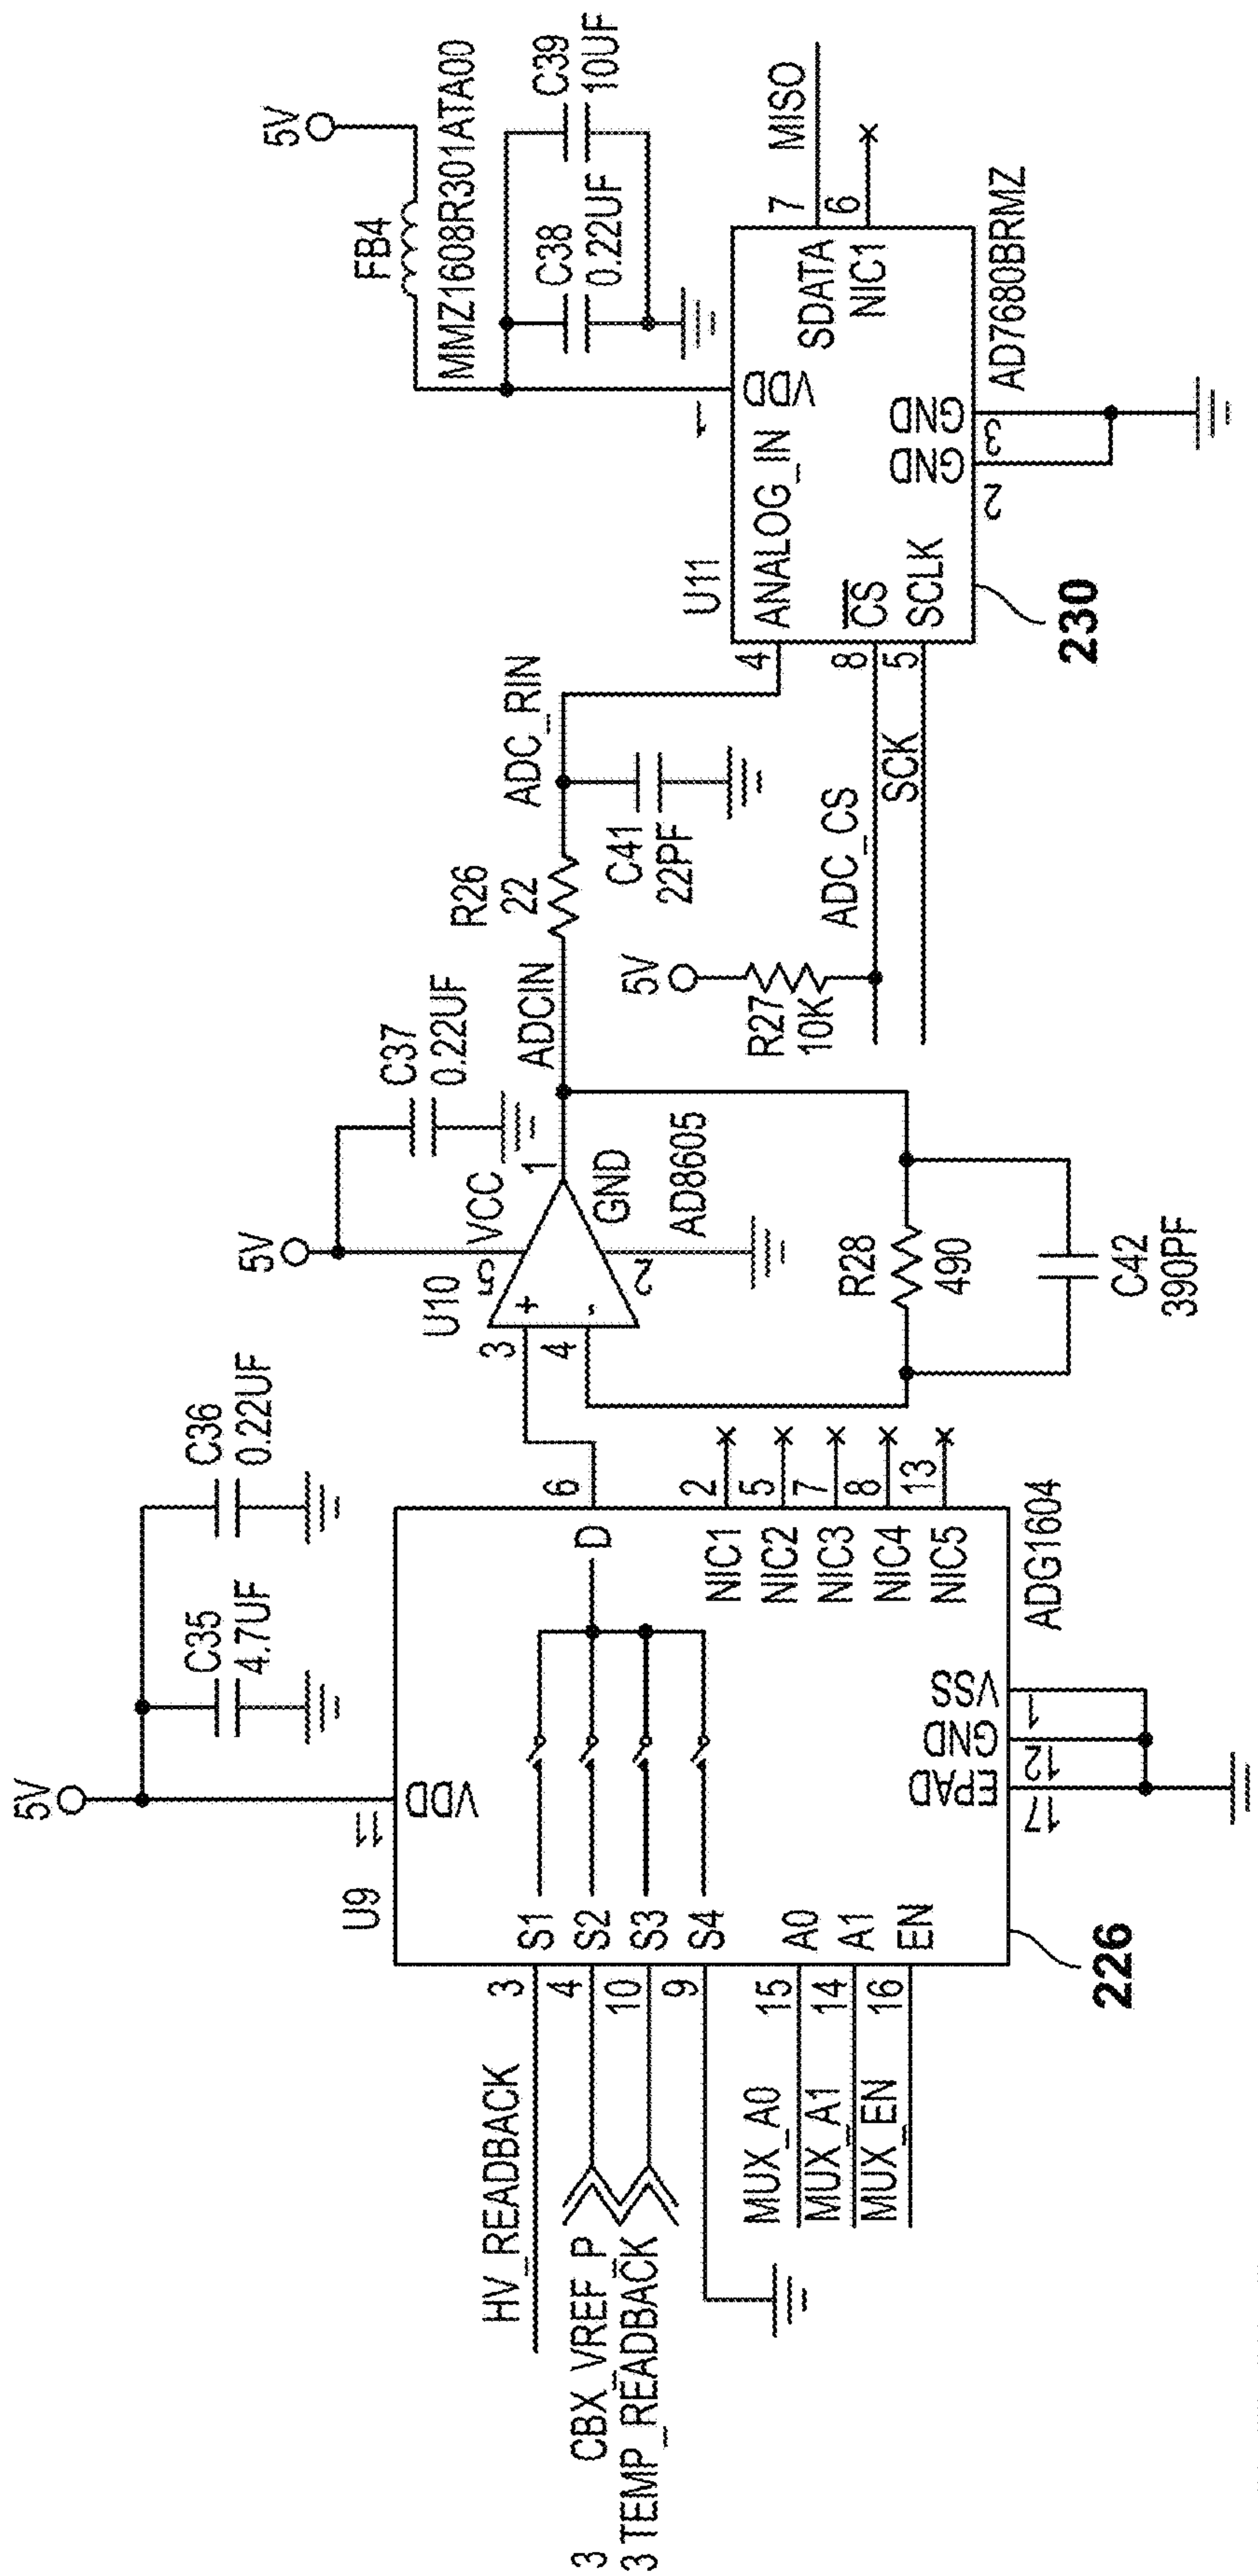 5V
C35
4.7UF
C36
0.22UF
U9
11
VDD
HV_READBACK
3
S1
3
CBX_VREF_P
4
S2
3
TEMP_READBACK
10
S3
9
S4
D
6
MUX_A0
15
A0
MUX_A1
14
A1
MUX_EN
16
EN
NIC1
2
NIC2
5
NIC3
7
NIC4
8
NIC5
13
EPAD
GND
VSS
17
12
1
ADG1604
226
5V
C37
0.22UF
U10
5
VCC
3
+
4
-
1
2
GND
AD8605
ADCIN
R28
490
C42
390PF
R26
22
ADC_RIN
C41
22PF
5V
R27
10K
ADC_CS
SCK
5V
FB4
MMZ1608R301ATA00
C38
0.22UF
C39
10UF
U11
1
VDD
4
ANALOG_IN
8
CS
5
SCLK
SDATA
7
MISO
NIC1
6
GND
GND
2
3
AD7680BRMZ
230